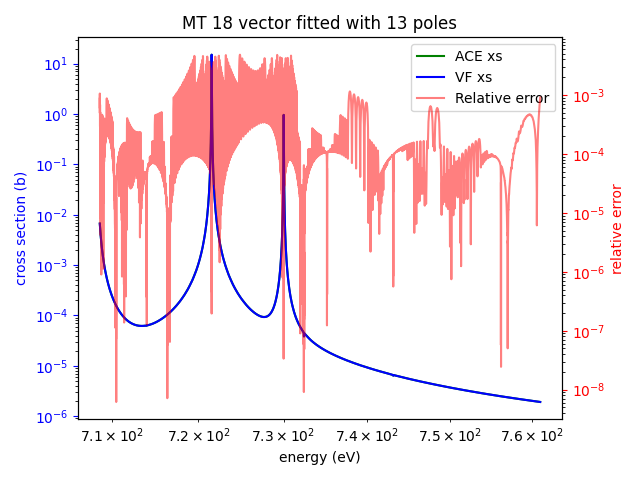 MT 18 vector fitted with 13 poles
ACE xs
VF xs
Relative error
10¹
10⁰
10⁻¹
10⁻²
10⁻³
10⁻⁴
10⁻⁵
10⁻⁶
cross section (b)
10⁻³
10⁻⁴
10⁻⁵
10⁻⁶
10⁻⁷
10⁻⁸
relative error
7.1 × 10² 7.2 × 10² 7.3 × 10² 7.4 × 10² 7.5 × 10² 7.6 × 10²
energy (eV)